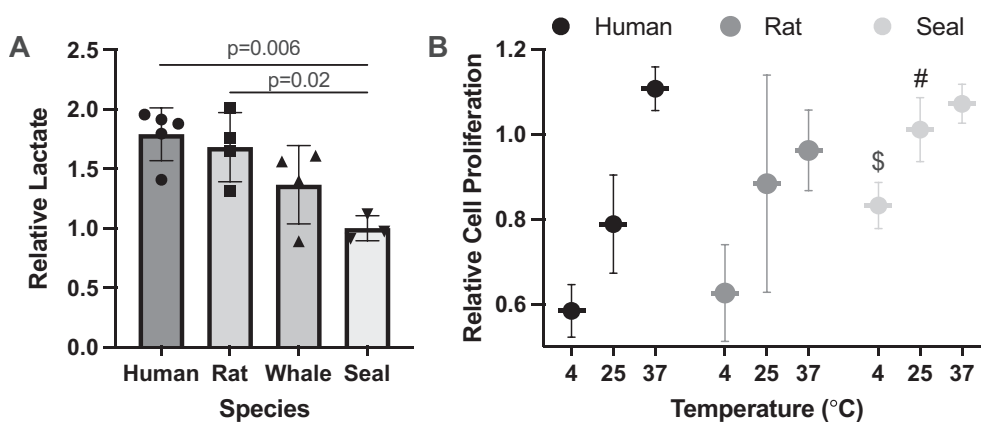 A
2.5
2.0
1.5
1.0
0.5
0.0
Relative Lactate
p=0.006
p=0.02
Human Rat Whale Seal
Species
B
Human Rat Seal
1.2
1.0
0.8
0.6
Relative Cell Proliferation
$
#
4 25 37 4 25 37 4 25 37
Temperature (°C)